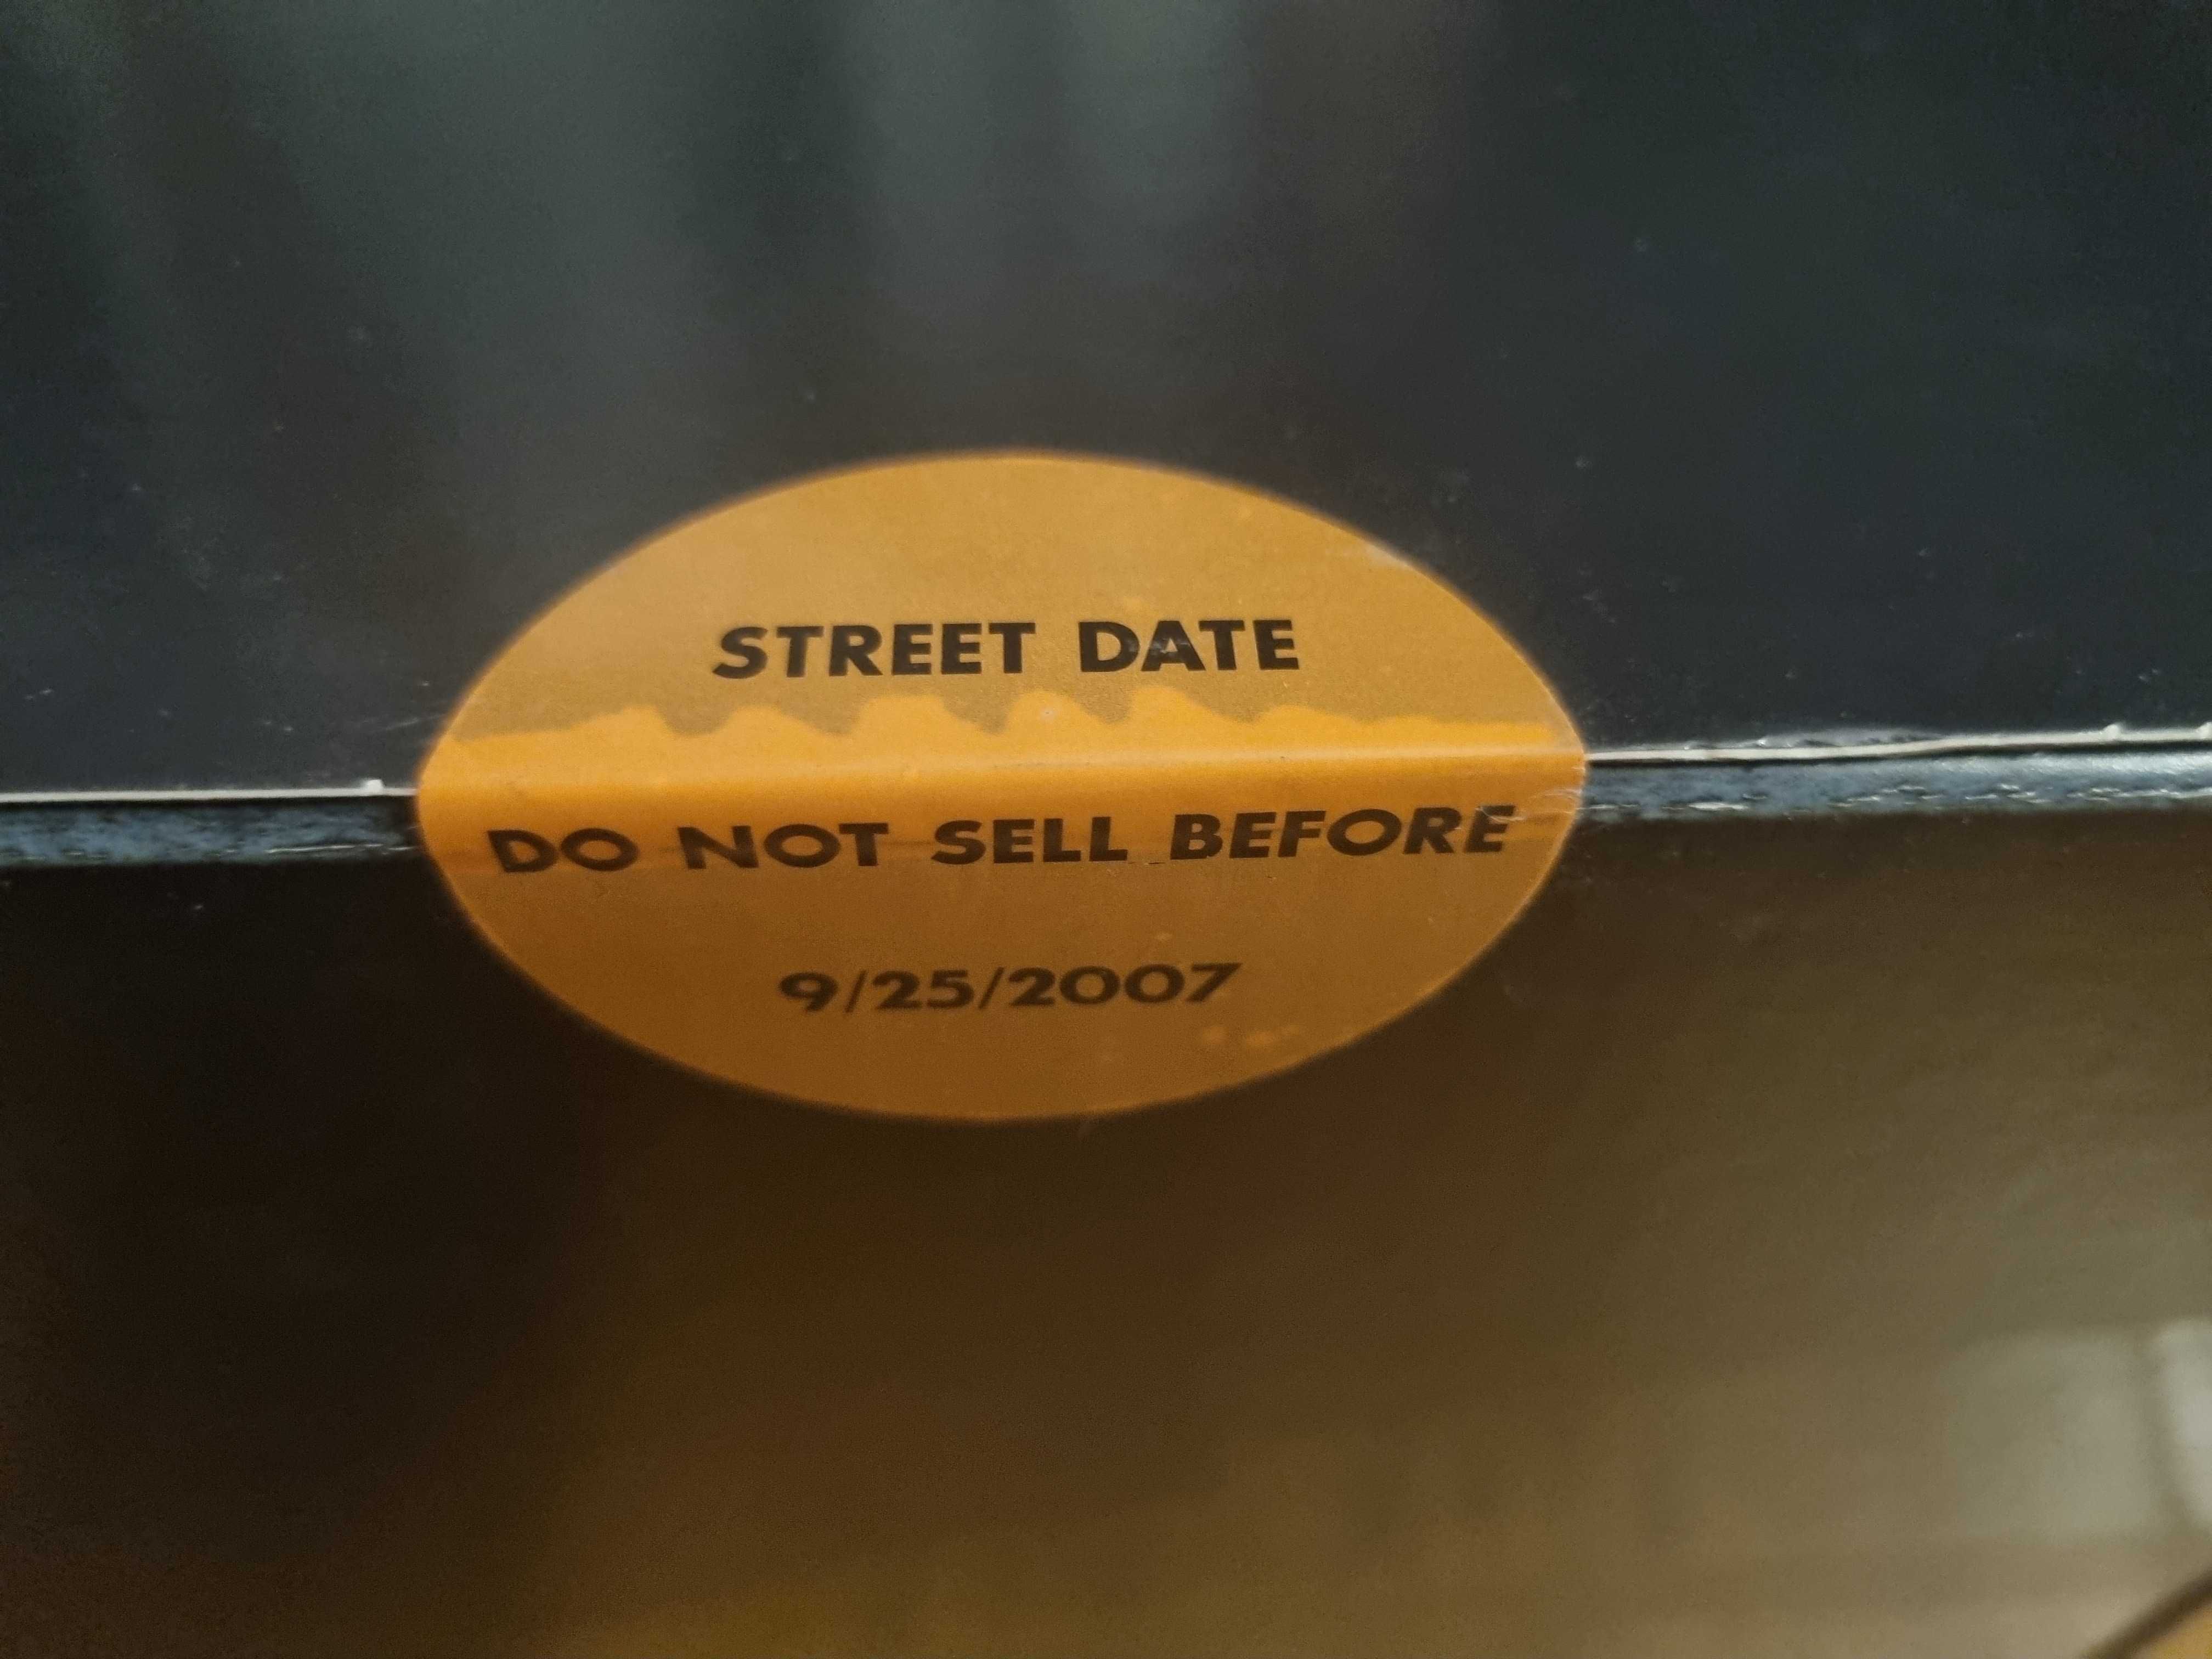 STREET DATE
DO NOT SELL BEFORE
9/25/2007